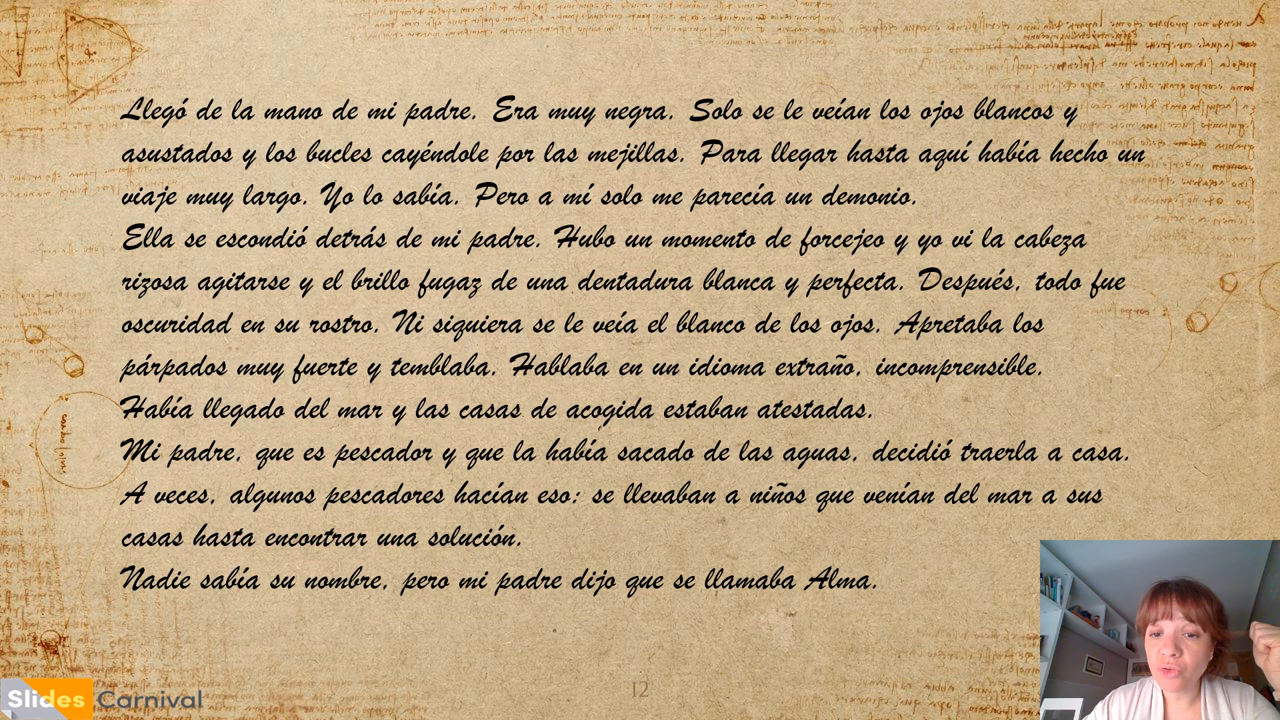 Llegó de la mano de mi padre. Era muy negra. Solo se le veían los ojos blancos y
asustados y los bucles cayéndole por las mejillas. Para llegar hasta aquí había hecho un
viaje muy largo. Yo lo sabía. Pero a mí solo me parecía un demonio.
Ella se escondió detrás de mi padre. Hubo un momento de forcejeo y yo vi la cabeza
rizosa agitarse y el brillo fugaz de una dentadura blanca y perfecta. Después, todo fue
oscuridad en su rostro. Ni siquiera se le veía el blanco de los ojos. Apretaba los
párpados muy fuerte y temblaba. Hablaba en un idioma extraño, incomprensible.
Había llegado del mar y las casas de acogida estaban atestadas.
Mi padre, que es pescador y que la había sacado de las aguas, decidió traerla a casa.
A veces, algunos pescadores hacían eso: se llevaban a niños que venían del mar a sus
casas hasta encontrar una solución.
Nadie sabía su nombre, pero mi padre dijo que se llamaba Alma.
12
Slides Carnival